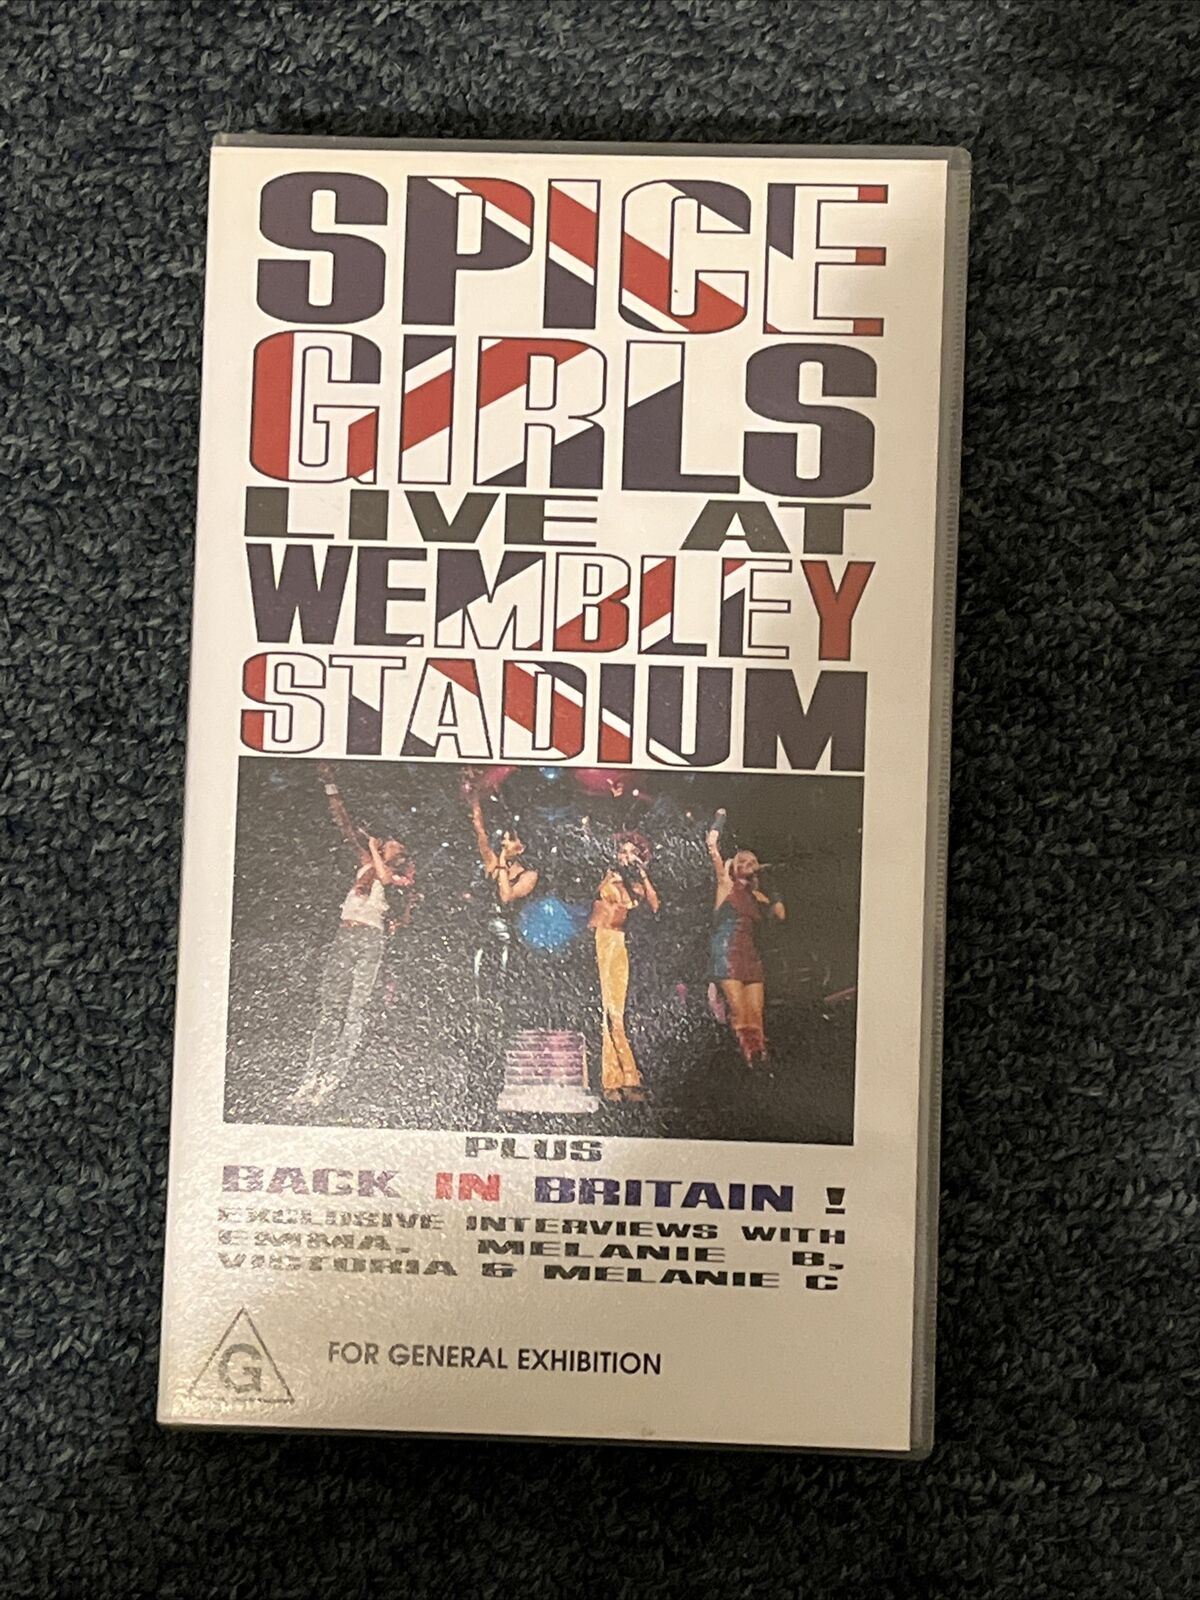 SPICE
GIRLS
LIVE AT
WEMBLEY
STADIUM
PLUS
BACK IN BRITAIN !
EXCLUSIVE INTERVIEWS WITH
EMMA, MELANIE B,
VICTORIA & MELANIE C
G
FOR GENERAL EXHIBITION